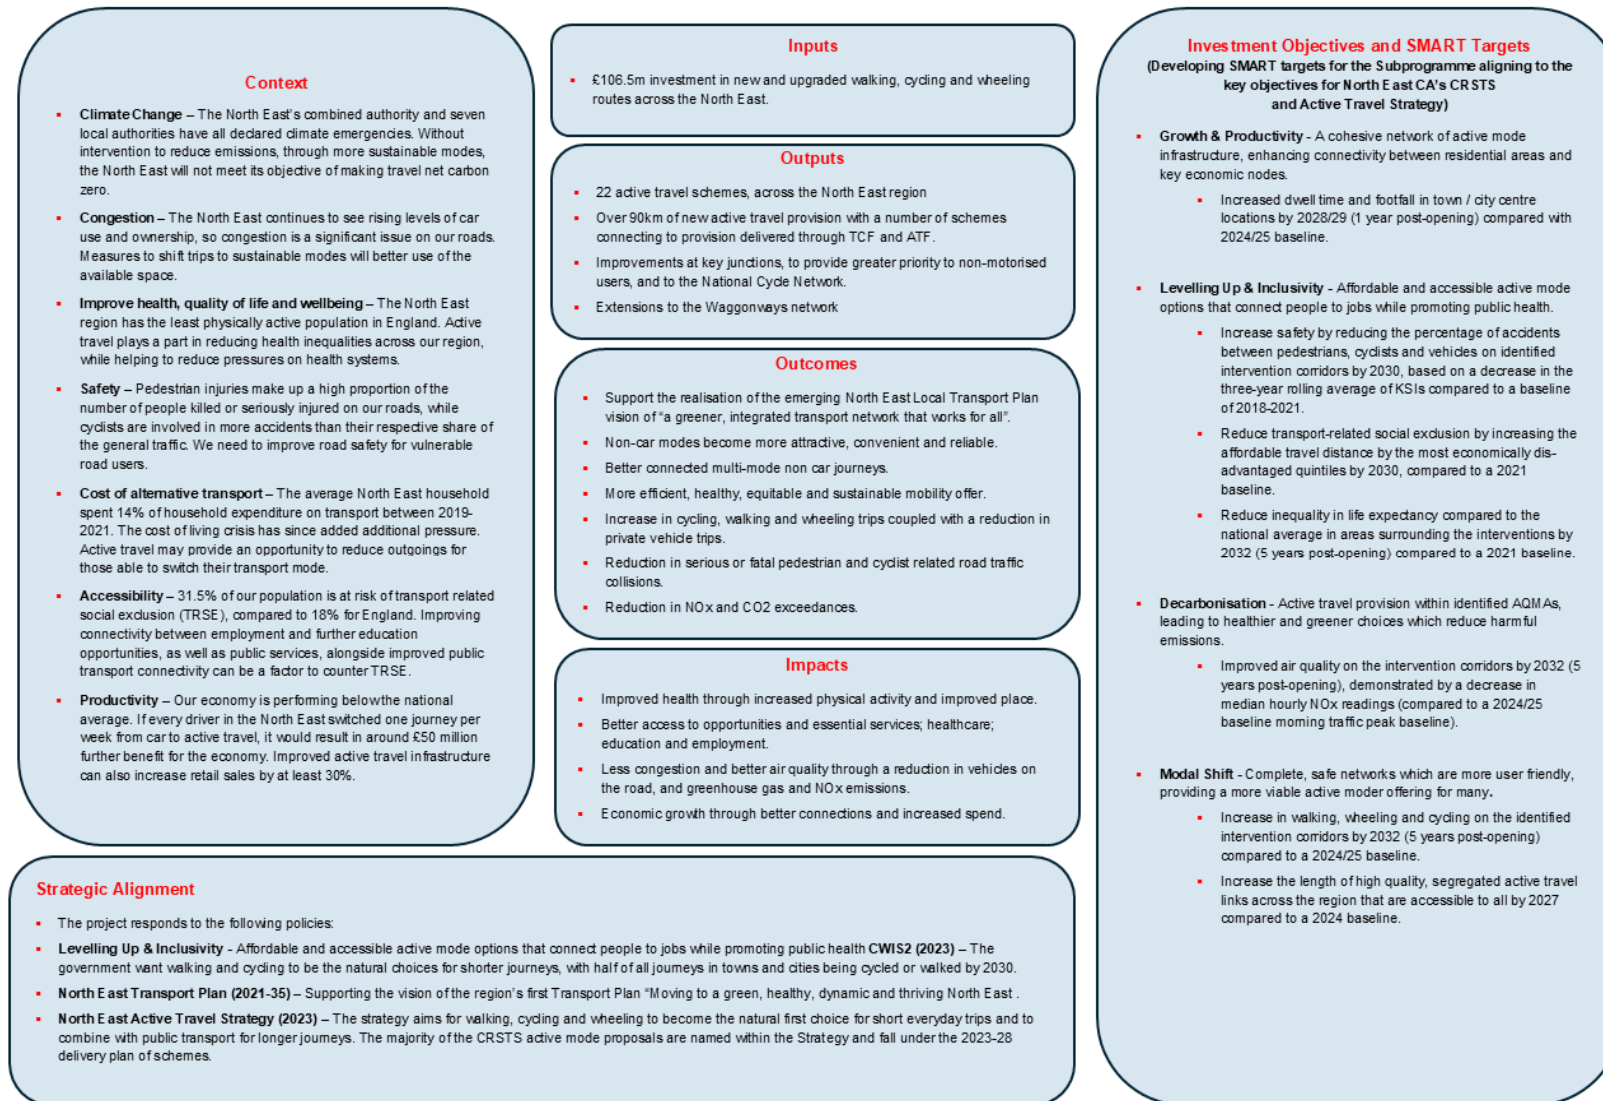 Context
▪ Climate Change – The North East's combined authority and seven
local authorities have all declared climate emergencies. Without
intervention to reduce emissions, through more sustainable modes,
the North East will not meet its objective of making travel net carbon
zero.
▪ Congestion – The North East continues to see rising levels of car
use and ownership, so congestion is a significant issue on our roads.
Measures to shift trips to sustainable modes will better use of the
available space.
▪ Improve health, quality of life and wellbeing – The North East
region has the least physically active population in England. Active
travel plays a part in reducing health inequalities across our region,
while helping to reduce pressures on health systems.
▪ Safety – Pedestrian injuries make up a high proportion of the
number of people killed or seriously injured on our roads, while
cyclists are involved in more accidents than their respective share of
the general traffic. We need to improve road safety for vulnerable
road users.
▪ Cost of alternative transport – The average North East household
spent 14% of household expenditure on transport between 2019-
2021. The cost of living crisis has since added additional pressure.
Active travel may provide an opportunity to reduce outgoings for
those able to switch their transport mode.
▪ Accessibility – 31.5% of our population is at risk of transport related
social exclusion (TRSE), compared to 18% for England. Improving
connectivity between employment and further education
opportunities, as well as public services, alongside improved public
transport connectivity can be a factor to counter TRSE.
▪ Productivity – Our economy is performing below the national
average. If every driver in the North East switched one journey per
week from car to active travel, it would result in around £50 million
further benefit for the economy. Improved active travel infrastructure
can also increase retail sales by at least 30%.
Inputs
▪ £106.5m investment in new and upgraded walking, cycling and wheeling
routes across the North East.
Outputs
▪ 22 active travel schemes, across the North East region
▪ Over 90km of new active travel provision with a number of schemes
connecting to provision delivered through TCF and ATF.
▪ Improvements at key junctions, to provide greater priority to non-motorised
users, and to the National Cycle Network.
▪ Extensions to the Waggonways network
Outcomes
▪ Support the realisation of the emerging North East Local Transport Plan
vision of “a greener, integrated transport network that works for all”.
▪ Non-car modes become more attractive, convenient and reliable.
▪ Better connected multi-mode non car journeys.
▪ More efficient, healthy, equitable and sustainable mobility offer.
▪ Increase in cycling, walking and wheeling trips coupled with a reduction in
private vehicle trips.
▪ Reduction in serious or fatal pedestrian and cyclist related road traffic
collisions.
▪ Reduction in NOx and CO2 exceedances.
Impacts
▪ Improved health through increased physical activity and improved place.
▪ Better access to opportunities and essential services; healthcare;
education and employment.
▪ Less congestion and better air quality through a reduction in vehicles on
the road, and greenhouse gas and NOx emissions.
▪ Economic growth through better connections and increased spend.
Investment Objectives and SMART Targets
(Developing SMART targets for the Subprogramme aligning to the
key objectives for North East CA's CRSTS
and Active Travel Strategy)
▪ Growth & Productivity - A cohesive network of active mode
infrastructure, enhancing connectivity between residential areas and
key economic nodes.
▪ Increased dwell time and footfall in town / city centre
locations by 2028/29 (1 year post-opening) compared with
2024/25 baseline.
▪ Levelling Up & Inclusivity - Affordable and accessible active mode
options that connect people to jobs while promoting public health.
▪ Increase safety by reducing the percentage of accidents
between pedestrians, cyclists and vehicles on identified
intervention corridors by 2030, based on a decrease in the
three-year rolling average of KSIs compared to a baseline
of 2018-2021.
▪ Reduce transport-related social exclusion by increasing the
affordable travel distance by the most economically dis-
advantaged quintiles by 2030, compared to a 2021
baseline.
▪ Reduce inequality in life expectancy compared to the
national average in areas surrounding the interventions by
2032 (5 years post-opening) compared to a 2021 baseline.
▪ Decarbonisation - Active travel provision within identified AQMAs,
leading to healthier and greener choices which reduce harmful
emissions.
▪ Improved air quality on the intervention corridors by 2032 (5
years post-opening), demonstrated by a decrease in
median hourly NOx readings (compared to a 2024/25
baseline morning traffic peak baseline).
▪ Modal Shift - Complete, safe networks which are more user friendly,
providing a more viable active moder offering for many.
▪ Increase in walking, wheeling and cycling on the identified
intervention corridors by 2032 (5 years post-opening)
compared to a 2024/25 baseline.
▪ Increase the length of high quality, segregated active travel
links across the region that are accessible to all by 2027
compared to a 2024 baseline.
Strategic Alignment
▪ The project responds to the following policies:
▪ Levelling Up & Inclusivity - Affordable and accessible active mode options that connect people to jobs while promoting public health CWIS2 (2023) – The
government want walking and cycling to be the natural choices for shorter journeys, with half of all journeys in towns and cities being cycled or walked by 2030.
▪ North East Transport Plan (2021-35) – Supporting the vision of the region's first Transport Plan “Moving to a green, healthy, dynamic and thriving North East .
▪ North East Active Travel Strategy (2023) – The strategy aims for walking, cycling and wheeling to become the natural first choice for short everyday trips and to
combine with public transport for longer journeys. The majority of the CRSTS active mode proposals are named within the Strategy and fall under the 2023-28
delivery plan of schemes.